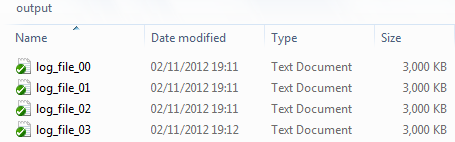 output
Name Date modified Type Size
log_file_00 02/11/2012 19:11 Text Document 3,000 KB
log_file_01 02/11/2012 19:11 Text Document 3,000 KB
log_file_02 02/11/2012 19:11 Text Document 3,000 KB
log_file_03 02/11/2012 19:12 Text Document 3,000 KB